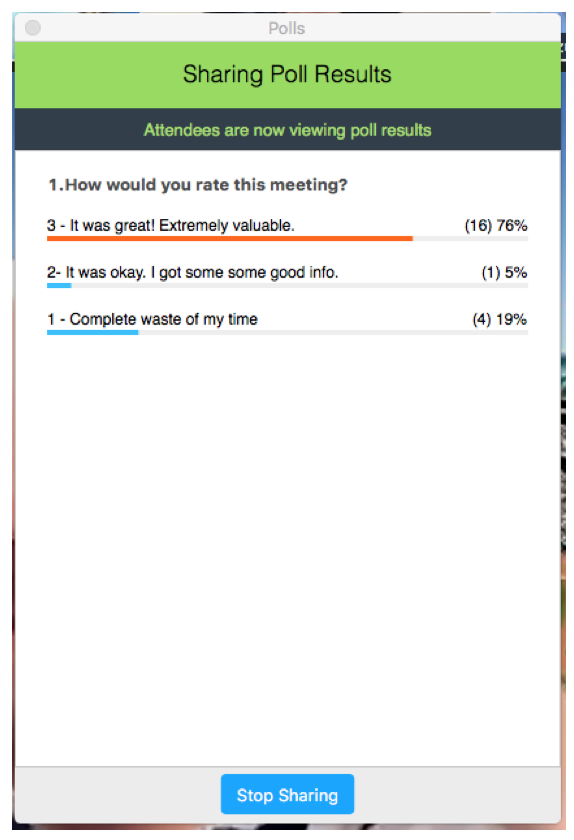 Polls
Sharing Poll Results
Attendees are now viewing poll results
1.How would you rate this meeting?
3 - It was great! Extremely valuable. (16) 76%
2- It was okay. I got some some good info. (1) 5%
1 - Complete waste of my time (4) 19%
Stop Sharing